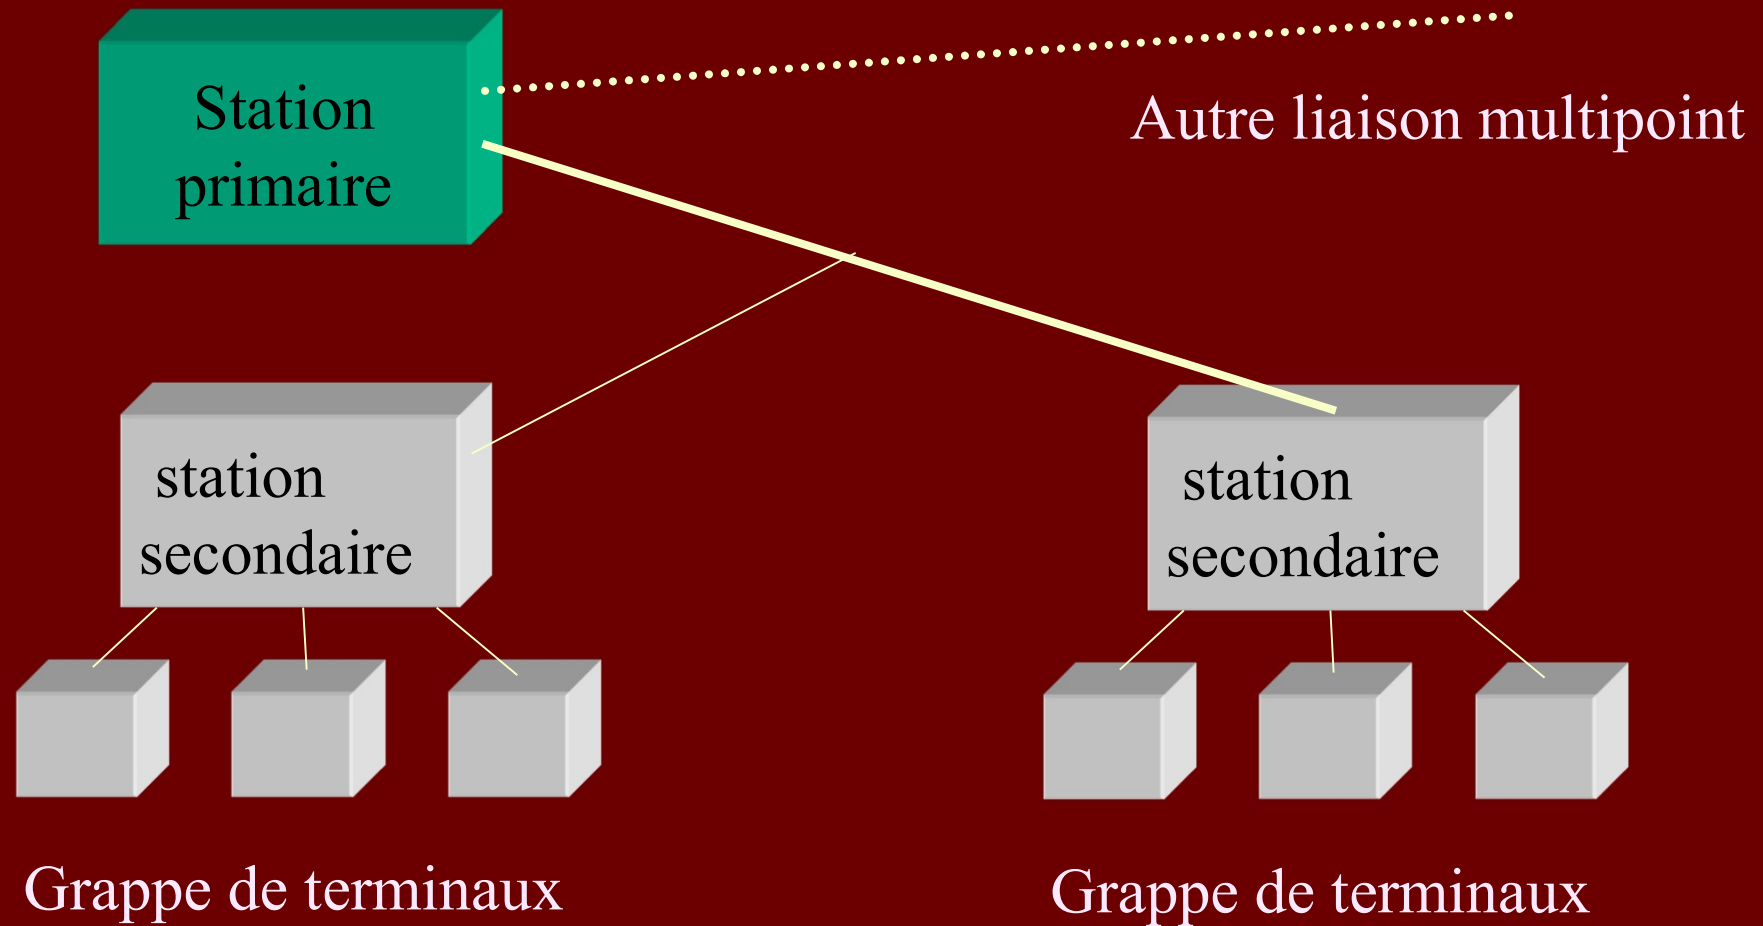 Station
primaire
Autre liaison multipoint
station
secondaire
station
secondaire
Grappe de terminaux
Grappe de terminaux